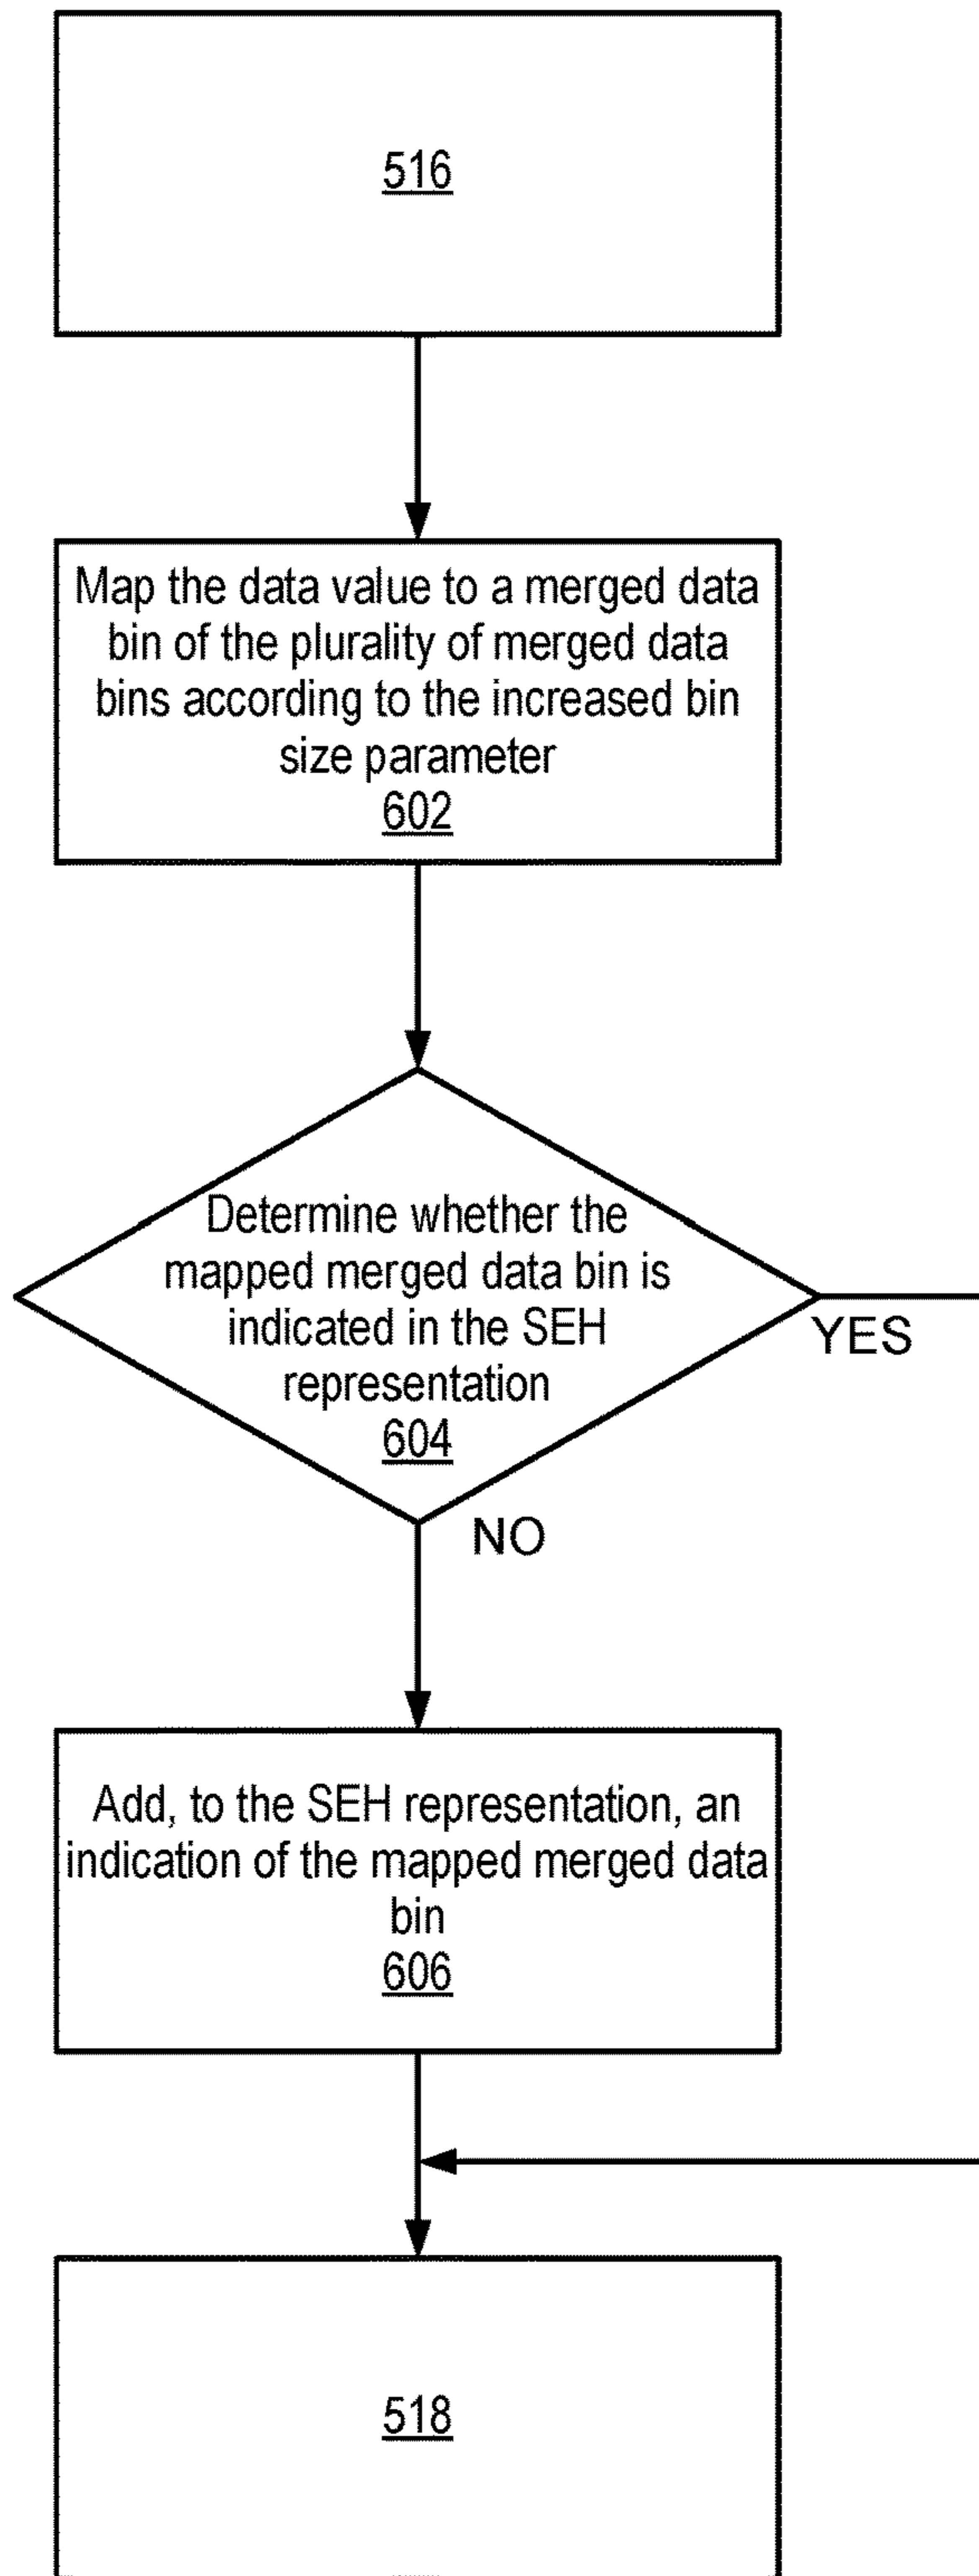 516
Map the data value to a merged data
bin of the plurality of merged data
bins according to the increased bin
size parameter
602
Determine whether the
mapped merged data bin is
indicated in the SEH
representation
604
YES
NO
Add, to the SEH representation, an
indication of the mapped merged data
bin
606
518